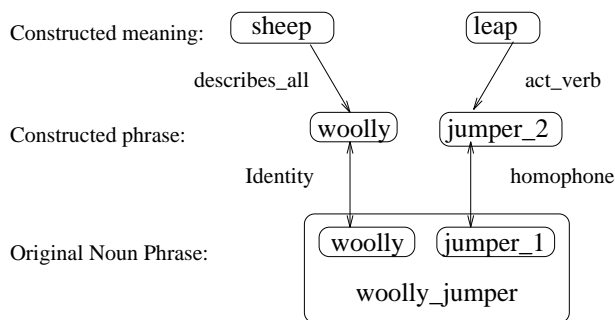 Constructed meaning: sheep leap
describes_all act_verb
Constructed phrase: woolly jumper_2
Identity homophone
Original Noun Phrase: woolly jumper_1
woolly_jumper